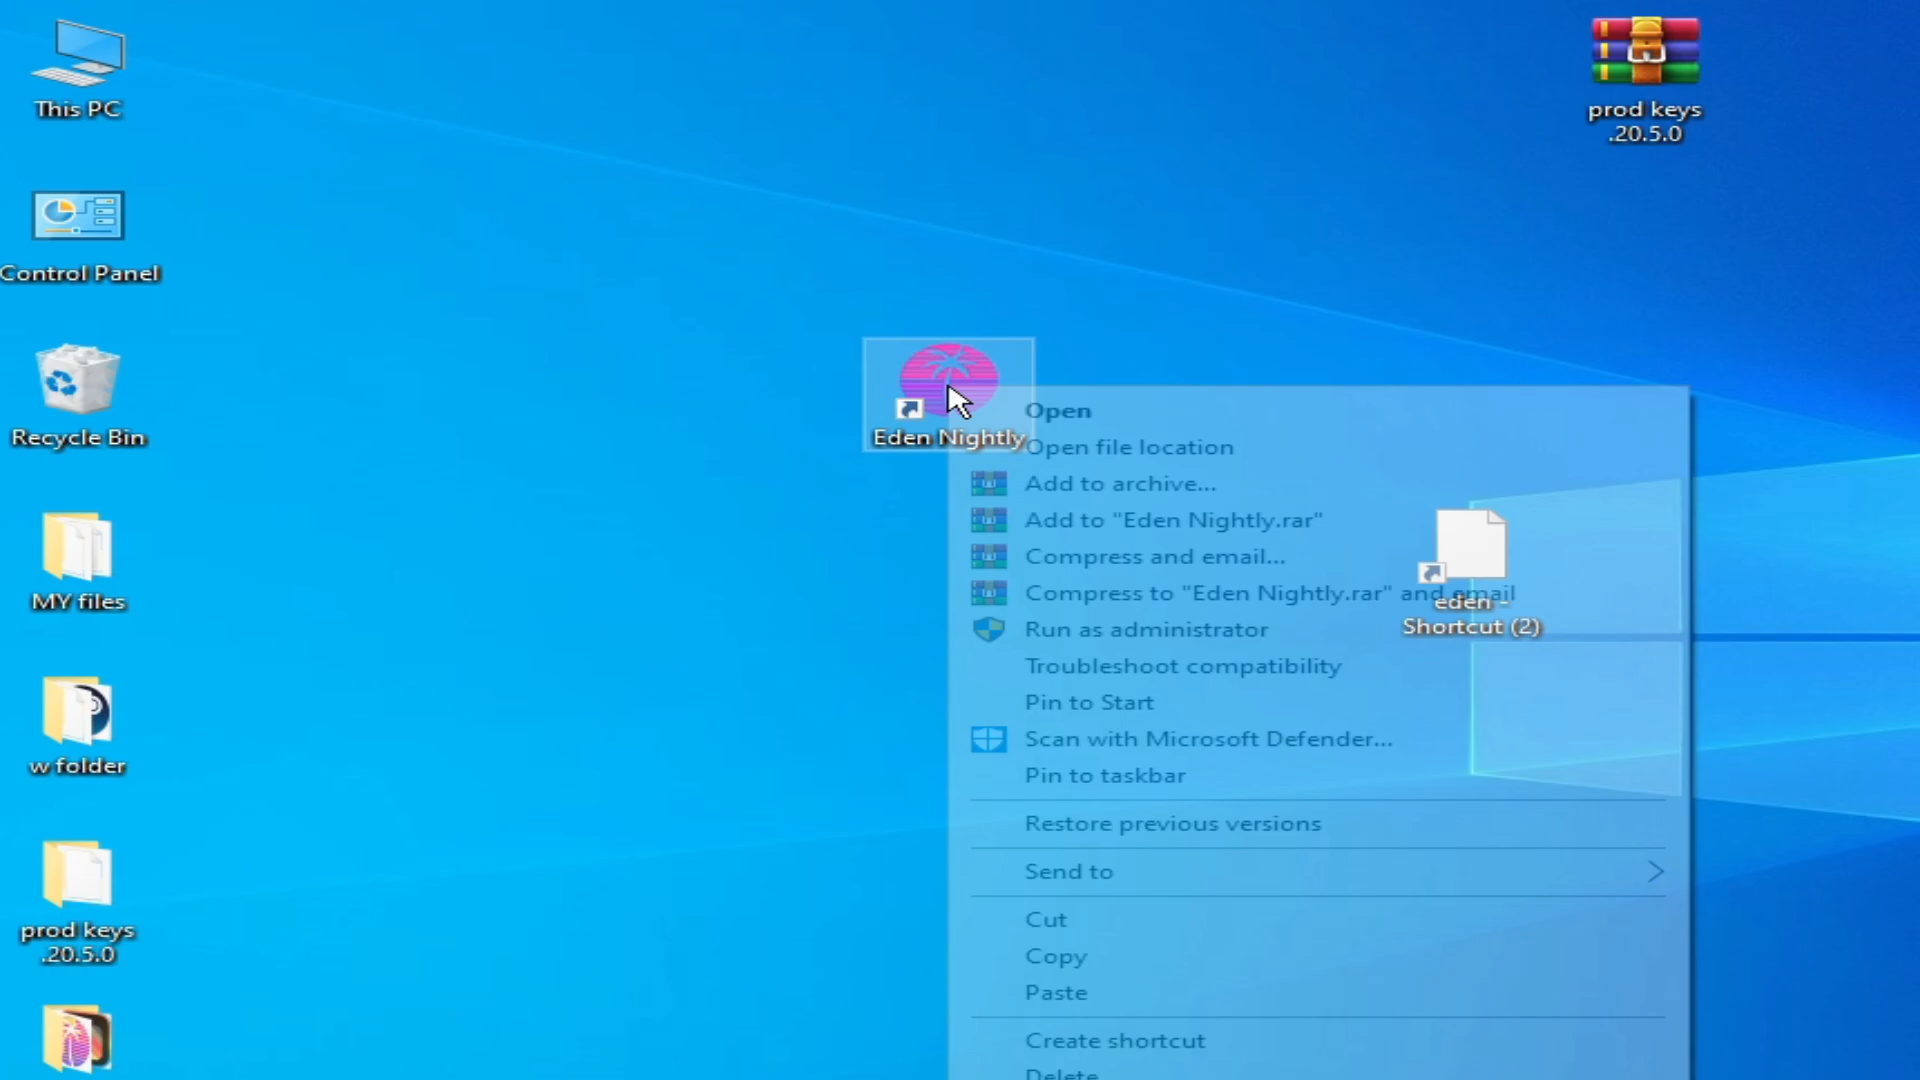 This PC
Control Panel
Recycle Bin
MY files
w folder
prod keys
.20.5.0
Eden Nightly
Open
Open file location
Add to archive...
Add to "Eden Nightly.rar"
Compress and email...
Compress to "Eden Nightly.rar" and email
Run as administrator
Troubleshoot compatibility
Pin to Start
Scan with Microsoft Defender...
Pin to taskbar
Restore previous versions
Send to
Cut
Copy
Paste
Create shortcut
Delete
prod keys
.20.5.0
eden -
Shortcut (2)